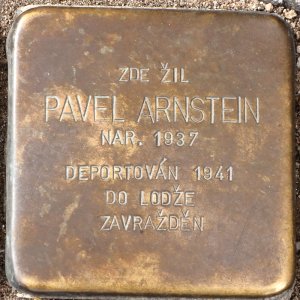 ZDE ŽIL
PAVEL ARNSTEIN
NAR. 1937
DEPORTOVÁN 1941
DO LODŽE
ZAVRAŽDĚN